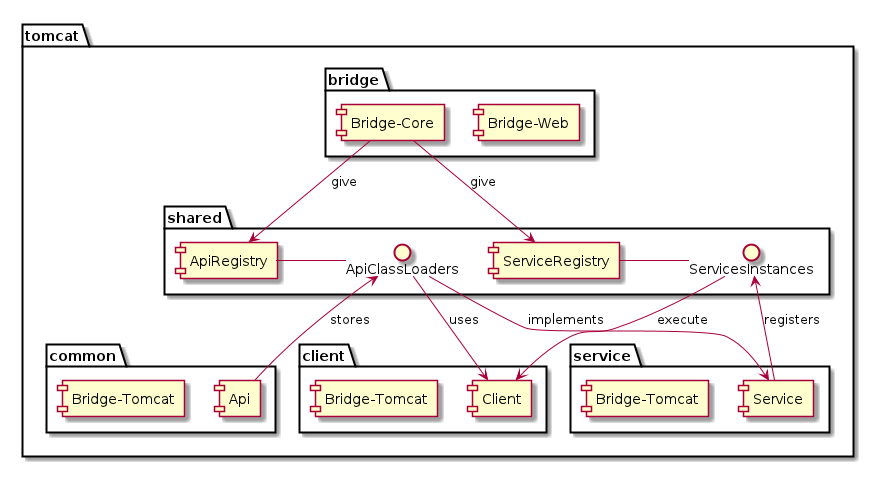 tomcat
bridge
Bridge-Core
Bridge-Web
give
give
shared
ApiRegistry
ApiClassLoaders
ServiceRegistry
ServicesInstances
stores
uses
implements
execute
registers
common
client
service
Bridge-Tomcat
Api
Bridge-Tomcat
Client
Bridge-Tomcat
Service